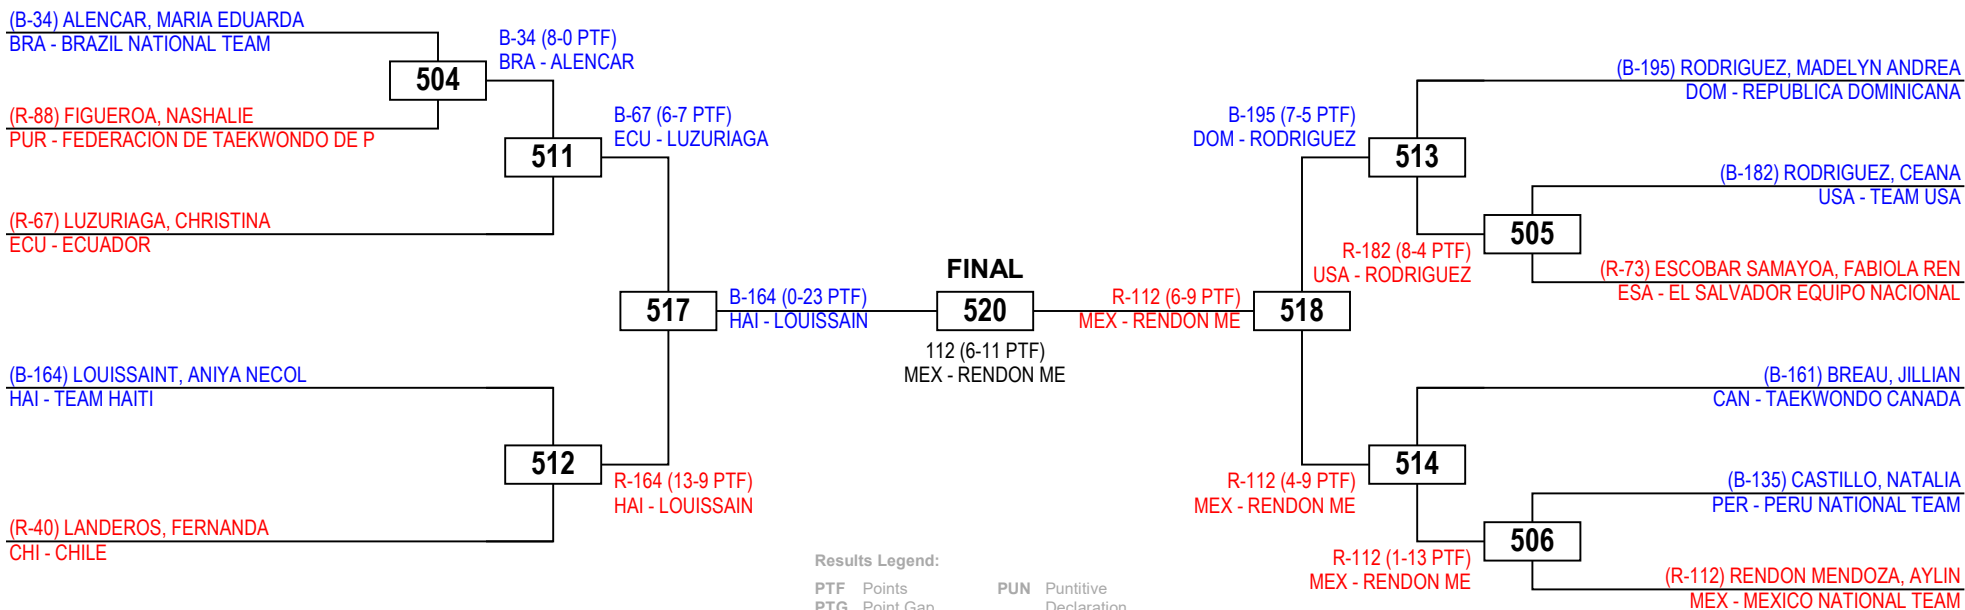 (B-34) ALENCAR, MARIA EDUARDA
BRA - BRAZIL NATIONAL TEAM
504
B-34 (8-0 PTF)
BRA - ALENCAR
(R-88) FIGUEROA, NASHALIE
PUR - FEDERACION DE TAEKWONDO DE P
511
B-67 (6-7 PTF)
ECU - LUZURIAGA
(R-67) LUZURIAGA, CHRISTINA
ECU - ECUADOR
517
B-164 (0-23 PTF)
HAI - LOUISSAIN
(B-164) LOUISSAINT, ANIYA NECOL
HAI - TEAM HAITI
512
R-164 (13-9 PTF)
HAI - LOUISSAIN
(R-40) LANDEROS, FERNANDA
CHI - CHILE
FINAL
520
112 (6-11 PTF)
MEX - RENDON ME
(B-195) RODRIGUEZ, MADELYN ANDREA
DOM - REPUBLICA DOMINICANA
B-195 (7-5 PTF)
DOM - RODRIGUEZ
513
(B-182) RODRIGUEZ, CEANA
USA - TEAM USA
505
R-182 (8-4 PTF)
USA - RODRIGUEZ
(R-73) ESCOBAR SAMAYOA, FABIOLA REN
ESA - EL SALVADOR EQUIPO NACIONAL
R-112 (6-9 PTF)
MEX - RENDON ME
518
(B-161) BREAU, JILLIAN
CAN - TAEKWONDO CANADA
514
R-112 (4-9 PTF)
MEX - RENDON ME
(B-135) CASTILLO, NATALIA
PER - PERU NATIONAL TEAM
506
R-112 (1-13 PTF)
MEX - RENDON ME
(R-112) RENDON MENDOZA, AYLIN
MEX - MEXICO NATIONAL TEAM
Results Legend:
PTF Points
PUN Puntitive
PTG Point Gap
Declaration